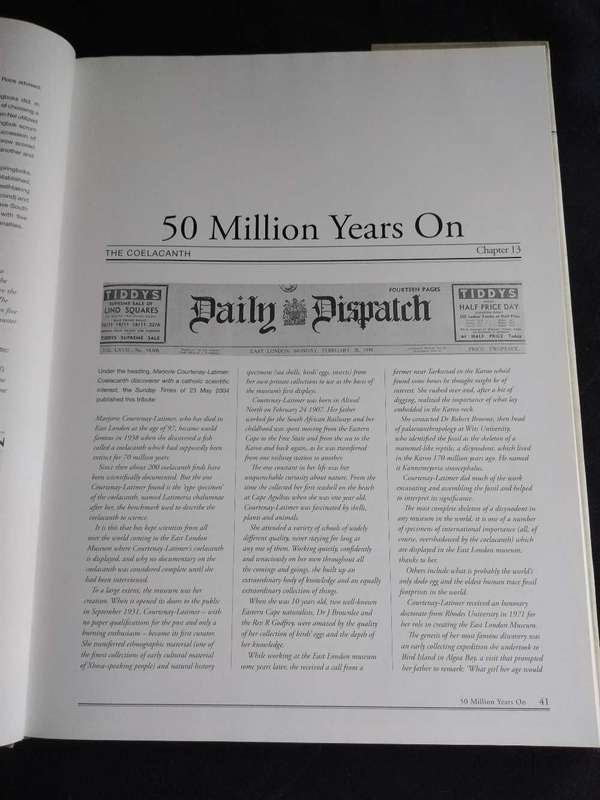 50 Million Years On
THE COELACANTH
Chapter 13
TIDDYS
SUPREME SALE OF
LINO SQUARES
TIDDYS SUPREME SALE
Daily Dispatch
FOURTEEN PAGES
TIDDYS
HALF PRICE DAY
EAST LONDON, MONDAY, FEBRUARY 20, 1939
PRICE TWOPENCE
Under the heading, Marjorie Courtenay-Latimer:
Coelacanth discoverer with a catholic scientific
interest, the Sunday Times of 23 May 2004
published this tribute:
Marjorie Courtenay-Latimer, who has died in
East London at the age of 97, became world
famous in 1938 when she discovered a fish
called a coelacanth which had supposedly been
extinct for 70 million years.
Since then about 200 coelacanth finds have
been scientifically documented. But the one
Courtenay-Latimer found is the 'type specimen'
of the coelacanth, named Latimeria chalumnae
after her, the benchmark used to describe the
coelacanth to science.
It is this that has kept scientists from all
over the world coming to the East London
Museum where Courtenay-Latimer's coelacanth
is displayed, and why no documentary on the
coelacanth was considered complete until she
had been interviewed.
To a large extent, the museum was her
creation. When it opened its doors to the public
in September 1931, Courtenay-Latimer – with
no paper qualification for the post and only a
burning enthusiasm – became its first curator.
She transferred ethnographic material (one of
the finest collections of early cultural material
of Xhosa-speaking people) and natural history
specimens (sea shells, birds' eggs, insects) from
her own private collections to use as the basis of
the museum's first displays.
Courtenay-Latimer was born in Aliwal
North on February 24 1907. Her father
worked for the South African Railways and her
childhood was spent moving from the Eastern
Cape to the Free State and from the sea to the
Karoo and back again, as he was transferred
from one railway station to another.
The one constant in her life was her
unquenchable curiosity about nature. From the
time she collected her first seashell on the beach
at Cape Agulhas when she was one year old,
Courtenay-Latimer was fascinated by shells,
plants and animals.
She attended a variety of schools of widely
different quality, never staying for long at
any one of them. Working quietly, confidently
and tenaciously on her own throughout all
the comings and goings, she built up an
extraordinary body of knowledge and an equally
extraordinary collection of things.
When she was 10 years old, two well-known
Eastern Cape naturalists, Dr J Brownlee and
the Rev R Godfrey, were amazed by the quality
of her collection of birds' eggs and the depth of
her knowledge.
While working at the East London museum
some years later, she received a call from a
farmer near Tarkastad in the Karoo who'd
found some bones he thought might be of
interest. She rushed over and, after a bit of
digging, realized the importance of what lay
embedded in the Karoo rock.
She contacted Dr Robert Broome, then head
of palaeoanthropology at Wits University,
who identified the fossil as the skeleton of a
mammal-like reptile, a dicynodont, which lived
in the Karoo 170 million years ago. He named
it Kannemeyeria simocephalus.
Courtenay-Latimer did much of the work
excavating and assembling the fossil and helped
to interpret its significance.
The most complete skeleton of a dicynodont in
any museum in the world, it is one of a number
of specimens of international importance (all, of
course, overshadowed by the coelacanth) which
are displayed in the East London museum,
thanks to her.
Others include what is probably the world's
only dodo egg and the oldest human trace fossil
footprints in the world.
Courtenay-Latimer received an honorary
doctorate from Rhodes University in 1971 for
her role in creating the East London Museum.
The genesis of her most famous discovery was
an early collecting expedition she undertook to
Bird Island in Algoa Bay, a visit that prompted
her father to remark: 'What girl her age would
50 Million Years On 41